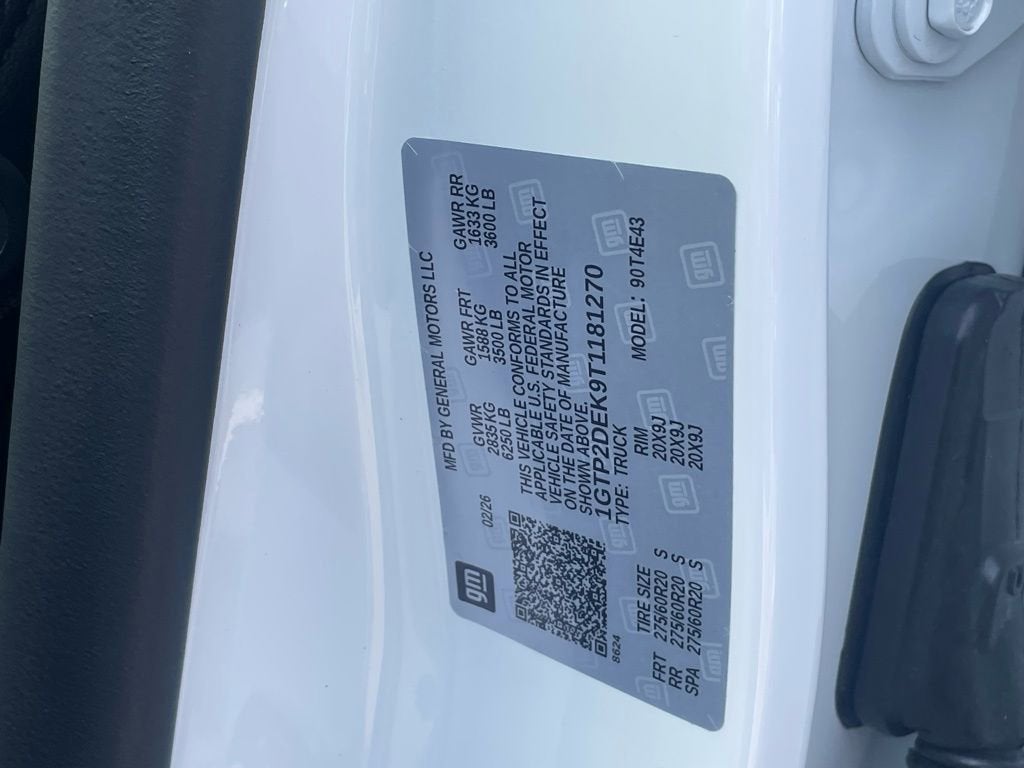 gm 02/26 MFD BY GENERAL MOTORS LLC
GVWR GAWR FRT GAWR RR
2835 KG 1588 KG 1633 KG
6250 LB 3500 LB 3600 LB
THIS VEHICLE CONFORMS TO ALL
APPLICABLE U.S. FEDERAL MOTOR
VEHICLE SAFETY STANDARDS IN EFFECT
ON THE DATE OF MANUFACTURE
SHOWN ABOVE.
1GTP2DEK9T1181270
8624 TYPE: TRUCK MODEL: 90T4E43
TIRE SIZE RIM
FRT 275/60R20 S 20X9J
RR 275/60R20 S 20X9J
SPA 275/60R20 S 20X9J